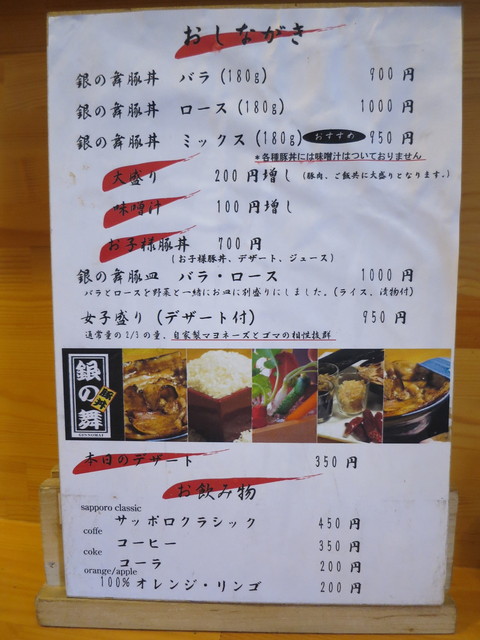 おしながき
銀の舞豚丼 バラ(180g) 900円
銀の舞豚丼 ロース(180g) 1000円
銀の舞豚丼 ミックス(180g) おすすめ 950円
*各種豚丼には味噌汁はついておりません
大盛り 200円増し (豚肉、ご飯共に大盛りとなります。)
味噌汁 100円増し
お子様豚丼 700円
(お子様豚丼、デザート、ジュース)
銀の舞豚皿 バラ・ロース 1000円
バラとロースを野菜と一緒にお皿に別盛りにしました。(ライス、漬物付)
女子盛り(デザート付) 950円
通常量の2/3の量、自家製マヨネーズとゴマの相性抜群
銀の舞
豚丼
GINNOMAI
本日のデザート 350円
お飲み物
sapporo classic
サッポロクラシック 450円
coffe
コーヒー 350円
coke
コーラ 200円
orange/apple
100%オレンジ・リンゴ 200円